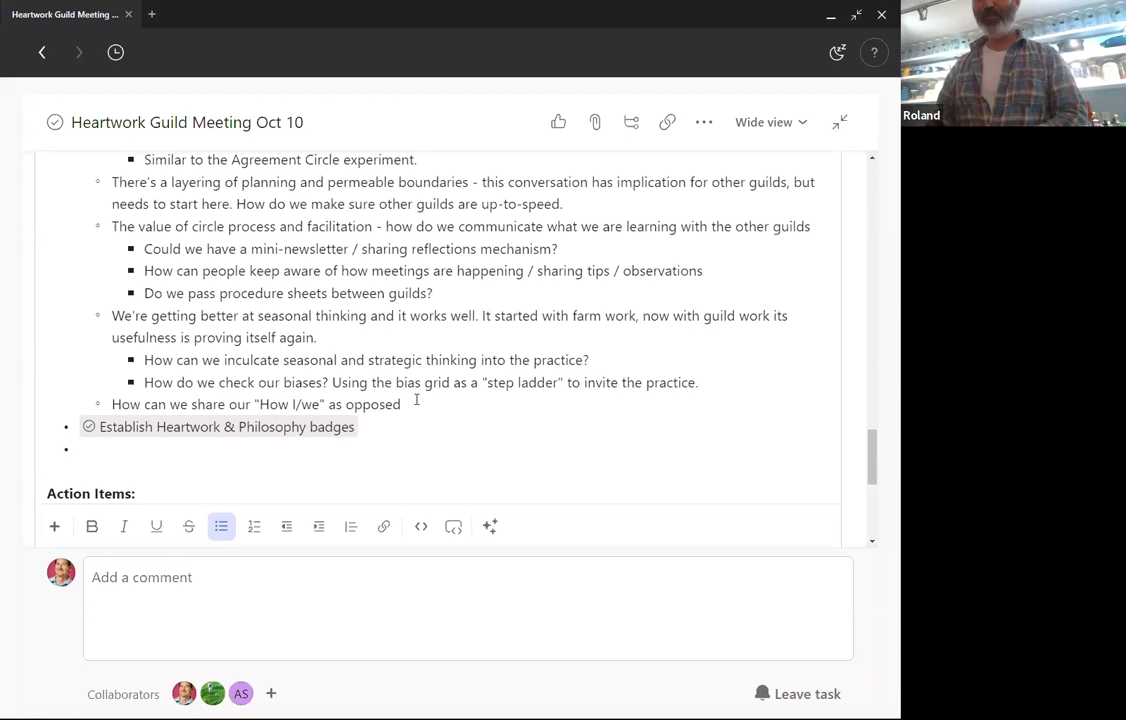 Heartwork Guild Meeting ...
Roland
Heartwork Guild Meeting Oct 10
Wide view
Similar to the Agreement Circle experiment.
There's a layering of planning and permeable boundaries - this conversation has implication for other guilds, but
needs to start here. How do we make sure other guilds are up-to-speed.
The value of circle process and facilitation - how do we communicate what we are learning with the other guilds
Could we have a mini-newsletter / sharing reflections mechanism?
How can people keep aware of how meetings are happening / sharing tips / observations
Do we pass procedure sheets between guilds?
We're getting better at seasonal thinking and it works well. It started with farm work, now with guild work its
usefulness is proving itself again.
How can we inculcate seasonal and strategic thinking into the practice?
How do we check our biases? Using the bias grid as a "step ladder" to invite the practice.
How can we share our "How I/we" as opposed
Establish Heartwork & Philosophy badges
Action Items:
Add a comment
Collaborators
AS
Leave task